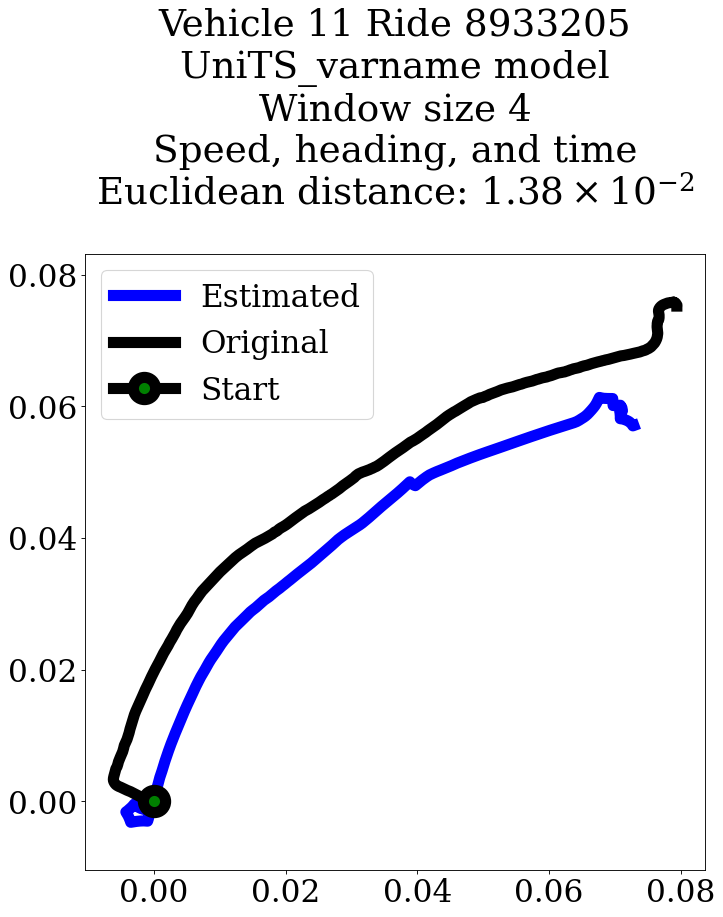 Vehicle 11 Ride 8933205
UniTS_varname model
Window size 4
Speed, heading, and time
Euclidean distance: 1.38 × 10⁻²
Estimated
Original
Start
0.08
0.06
0.04
0.02
0.00
0.00 0.02 0.04 0.06 0.08